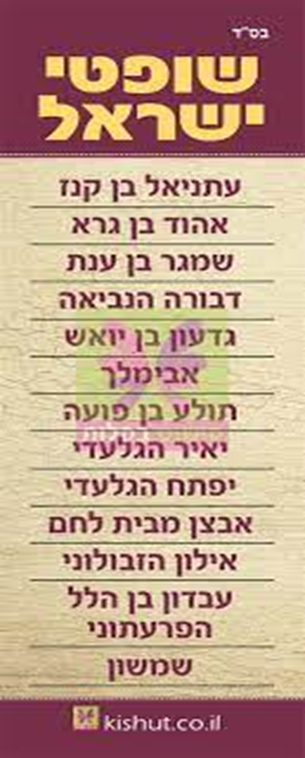 בס"ד
שופטי
ישראל
עתניאל בן קנז
אהוד בן גרא
שמגר בן ענת
דבורה הנביאה
גדעון בן יואש
אבימלך
תולע בן פועה
יאיר הגלעדי
יפתח הגלעדי
אבצן מבית לחם
אילון הזבולוני
עבדון בן הלל
הפרעתוני
שמשון
kishut.co.il